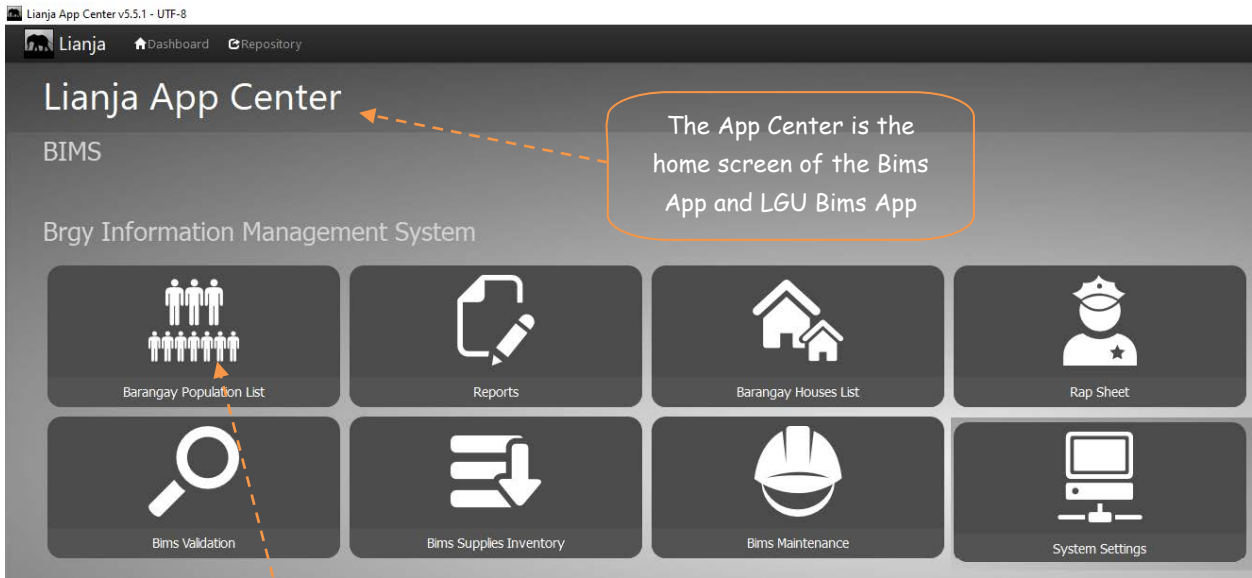 Lianja App Center v5.5.1 - UTF-8
Lianja Dashboard Repository
Lianja App Center
The App Center is the
home screen of the Bims
App and LGU Bims App
BIMS
Brgy Information Management System
Barangay Population List
Reports
Barangay Houses List
Rap Sheet
Bims Validation
Bims Supplies Inventory
Bims Maintenance
System Settings